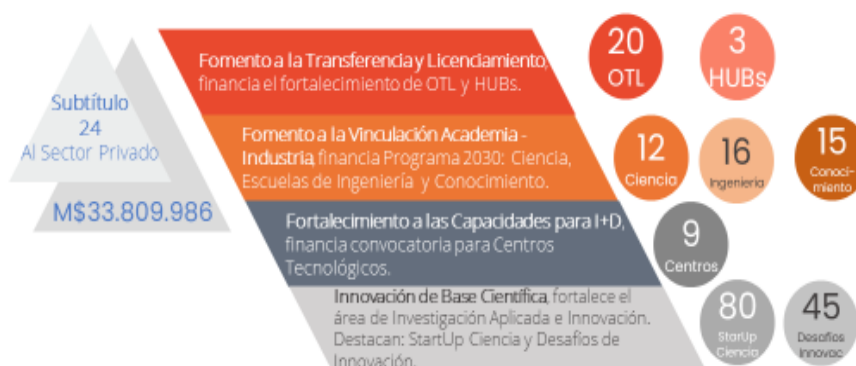 Subtítulo
24
Al Sector Privado
M$33.809.986
Fomento a la Transferencia y Licenciamiento,
financia el fortalecimiento de OTL y HUBs.
20
OTL
3
HUBs
Fomento a la Vinculación Academia -
Industria, financia Programa 2030: Ciencia,
Escuelas de Ingeniería y Conocimiento.
12
Ciencia
16
Ingeniería
15
Conoci-
miento
Fortalecimiento a las Capacidades para I+D,
financia convocatoria para Centros
Tecnológicos.
9
Centros
Innovación de Base Científica, fortalece el
área de Investigación Aplicada e Innovación.
Destacan: StartUp Ciencia y Desafíos de
Innovación.
80
StarUp
Ciencia
45
Desafíos
Innovac